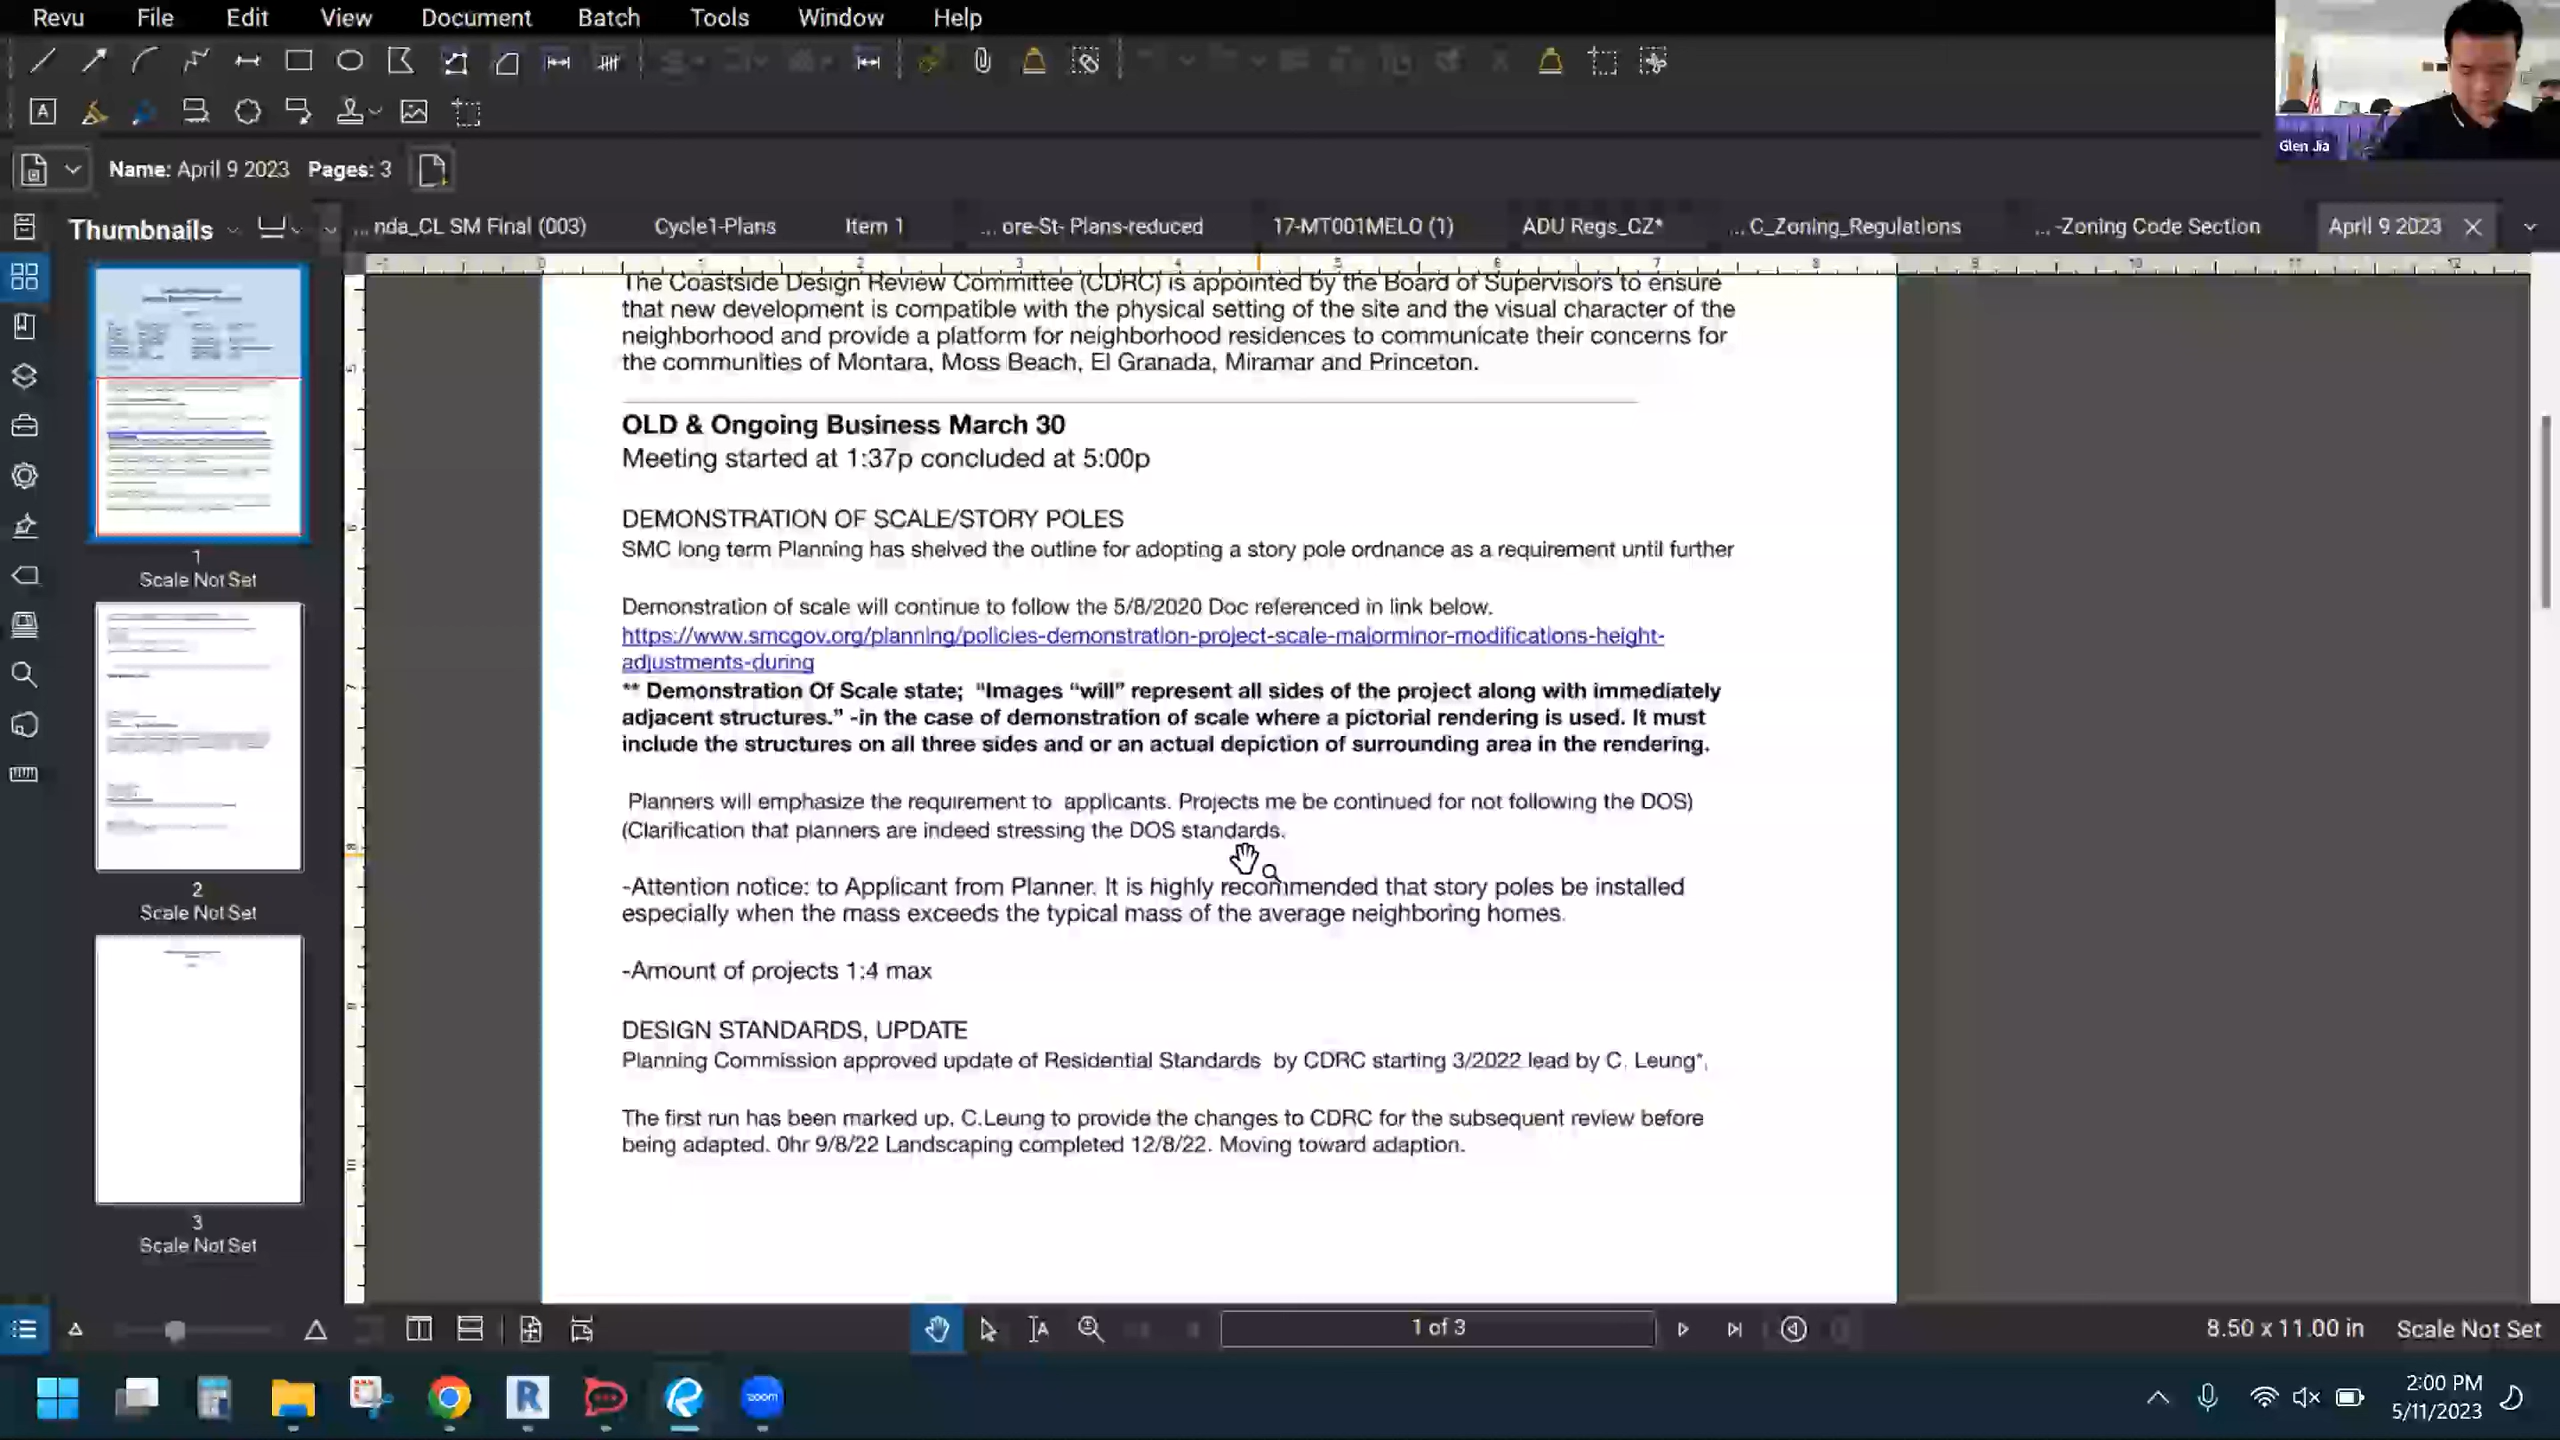 Revu File Edit View Document Batch Tools Window Help
Glen Jia
Name: April 9 2023 Pages: 3
Thumbnails
... nda_CL SM Final (003) Cycle1-Plans Item 1 ... ore-St- Plans-reduced 17-MT001MELO (1) ADU Regs_CZ* ... C_Zoning_Regulations ... -Zoning Code Section April 9 2023
1
Scale Not Set
2
Scale Not Set
3
Scale Not Set
The Coastside Design Review Committee (CDRC) is appointed by the Board of Supervisors to ensure
that new development is compatible with the physical setting of the site and the visual character of the
neighborhood and provide a platform for neighborhood residences to communicate their concerns for
the communities of Montara, Moss Beach, El Granada, Miramar and Princeton.
OLD & Ongoing Business March 30
Meeting started at 1:37p concluded at 5:00p
DEMONSTRATION OF SCALE/STORY POLES
SMC long term Planning has shelved the outline for adopting a story pole ordnance as a requirement until further
Demonstration of scale will continue to follow the 5/8/2020 Doc referenced in link below.
https://www.smcgov.org/planning/policies-demonstration-project-scale-majorminor-modifications-height-
adjustments-during
** Demonstration Of Scale state; "Images "will" represent all sides of the project along with immediately
adjacent structures." -in the case of demonstration of scale where a pictorial rendering is used. It must
include the structures on all three sides and or an actual depiction of surrounding area in the rendering.
Planners will emphasize the requirement to applicants. Projects me be continued for not following the DOS)
(Clarification that planners are indeed stressing the DOS standards.
-Attention notice: to Applicant from Planner. It is highly recommended that story poles be installed
especially when the mass exceeds the typical mass of the average neighboring homes.
-Amount of projects 1:4 max
DESIGN STANDARDS, UPDATE
Planning Commission approved update of Residential Standards by CDRC starting 3/2022 lead by C. Leung*,
The first run has been marked up, C.Leung to provide the changes to CDRC for the subsequent review before
being adapted. 0hr 9/8/22 Landscaping completed 12/8/22. Moving toward adaption.
1 of 3
8.50 x 11.00 in Scale Not Set
zoom
2:00 PM
5/11/2023